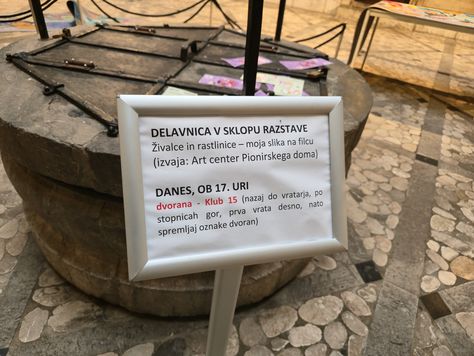 DELAVNICA V SKLOPU RAZSTAVE
Živalce in rastlinice – moja slika na filcu
(izvaja: Art center Pionirskega doma)
DANES, OB 17. URI
dvorana - Klub 15 (nazaj do vratarja, po
stopnicah gor, prva vrata desno, nato
spremljaj oznake dvoran)